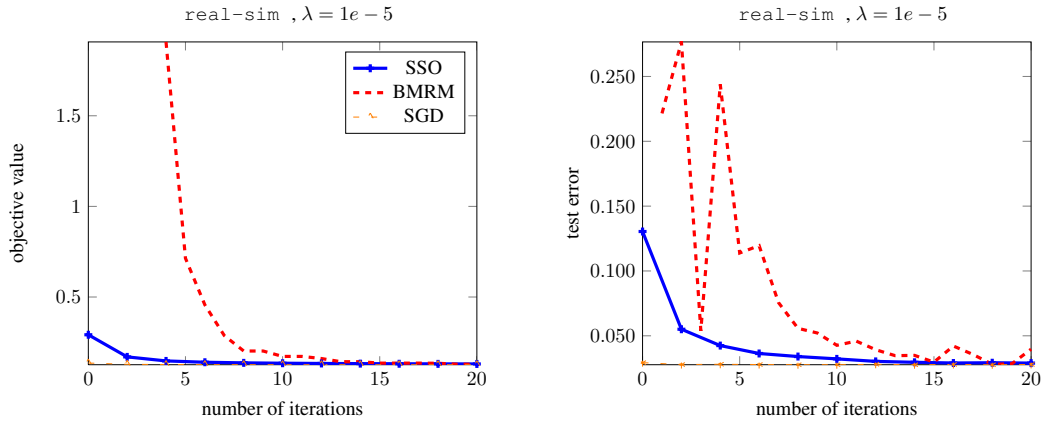 real-sim , λ = 1e − 5
objective value
1.5
1
0.5
0 5 10 15 20
number of iterations
SSO
BMRM
SGD
real-sim , λ = 1e − 5
test error
0.250
0.200
0.150
0.100
0.050
0 5 10 15 20
number of iterations